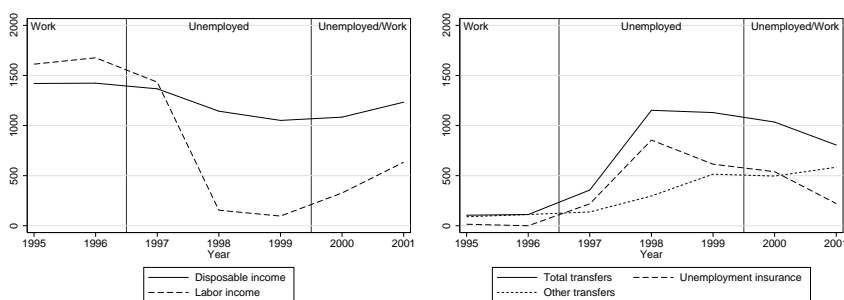 Work Unemployed Unemployed/Work
2000
1500
1000
500
0
1995 1996 1997 1998 1999 2000 2001
Year
Disposable income
Labor income
Work Unemployed Unemployed/Work
2000
1500
1000
500
0
1995 1996 1997 1998 1999 2000 2001
Year
Total transfers Unemployment insurance
Other transfers